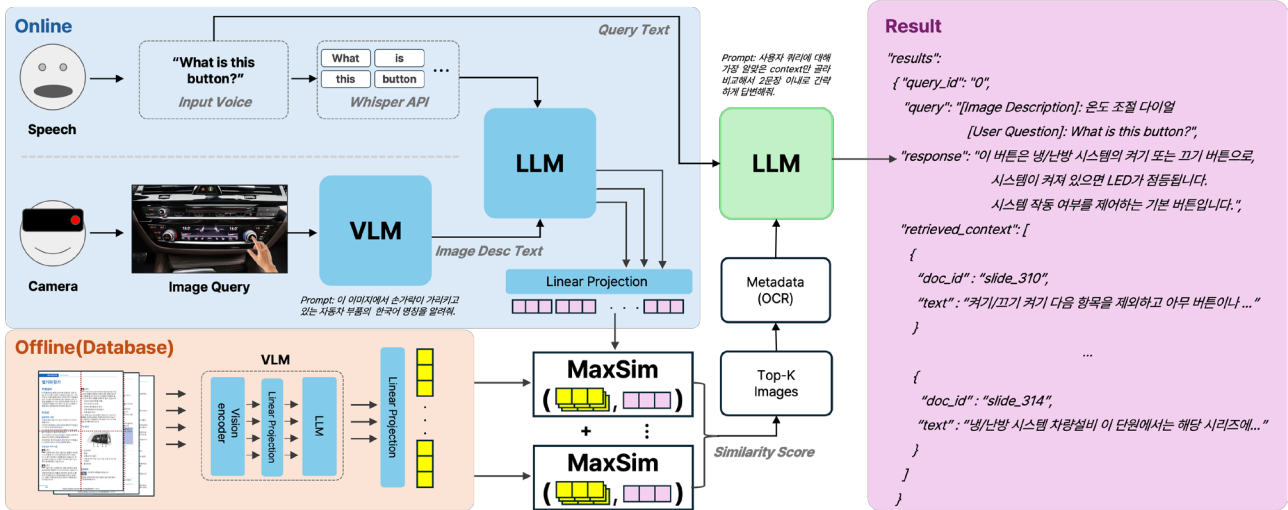 Online
Speech
“What is this
button?”
Input Voice
What
is
this
button
...
Whisper API
Query Text
LLM
Camera
Image Query
VLM
Image Desc Text
Prompt: 이 이미지에서 손가락이 가리키고
있는 자동차 부품의 한국어 명칭을 알려줘.
Linear Projection
. . .
Offline(Database)
VLM
Vision
encoder
Linear Projection
LLM
Linear Projection
MaxSim
( , )
+
MaxSim
( , )
Similarity Score
Prompt: 사용자 쿼리에 대해
가장 알맞은 context만 골라
비교해서 2문장 이내로 간략
하게 답변해줘.
LLM
Metadata
(OCR)
Top-K
Images
Result
"results":
{ "query_id": "0",
"query": "[Image Description]: 온도 조절 다이얼
[User Question]: What is this button?",
"response": "이 버튼은 냉/난방 시스템의 켜기 또는 끄기 버튼으로,
시스템이 켜져 있으면 LED가 점등됩니다.
시스템 작동 여부를 제어하는 기본 버튼입니다.",
"retrieved_context": [
{
“doc_id” : “slide_310”,
“text” : “켜기/끄기 켜기 다음 항목을 제외하고 아무 버튼이나 ...”
}
...
{
“doc_id” : “slide_314”,
“text” : “냉/난방 시스템 차량설비 이 단원에서는 해당 시리즈에...”
}
]
}